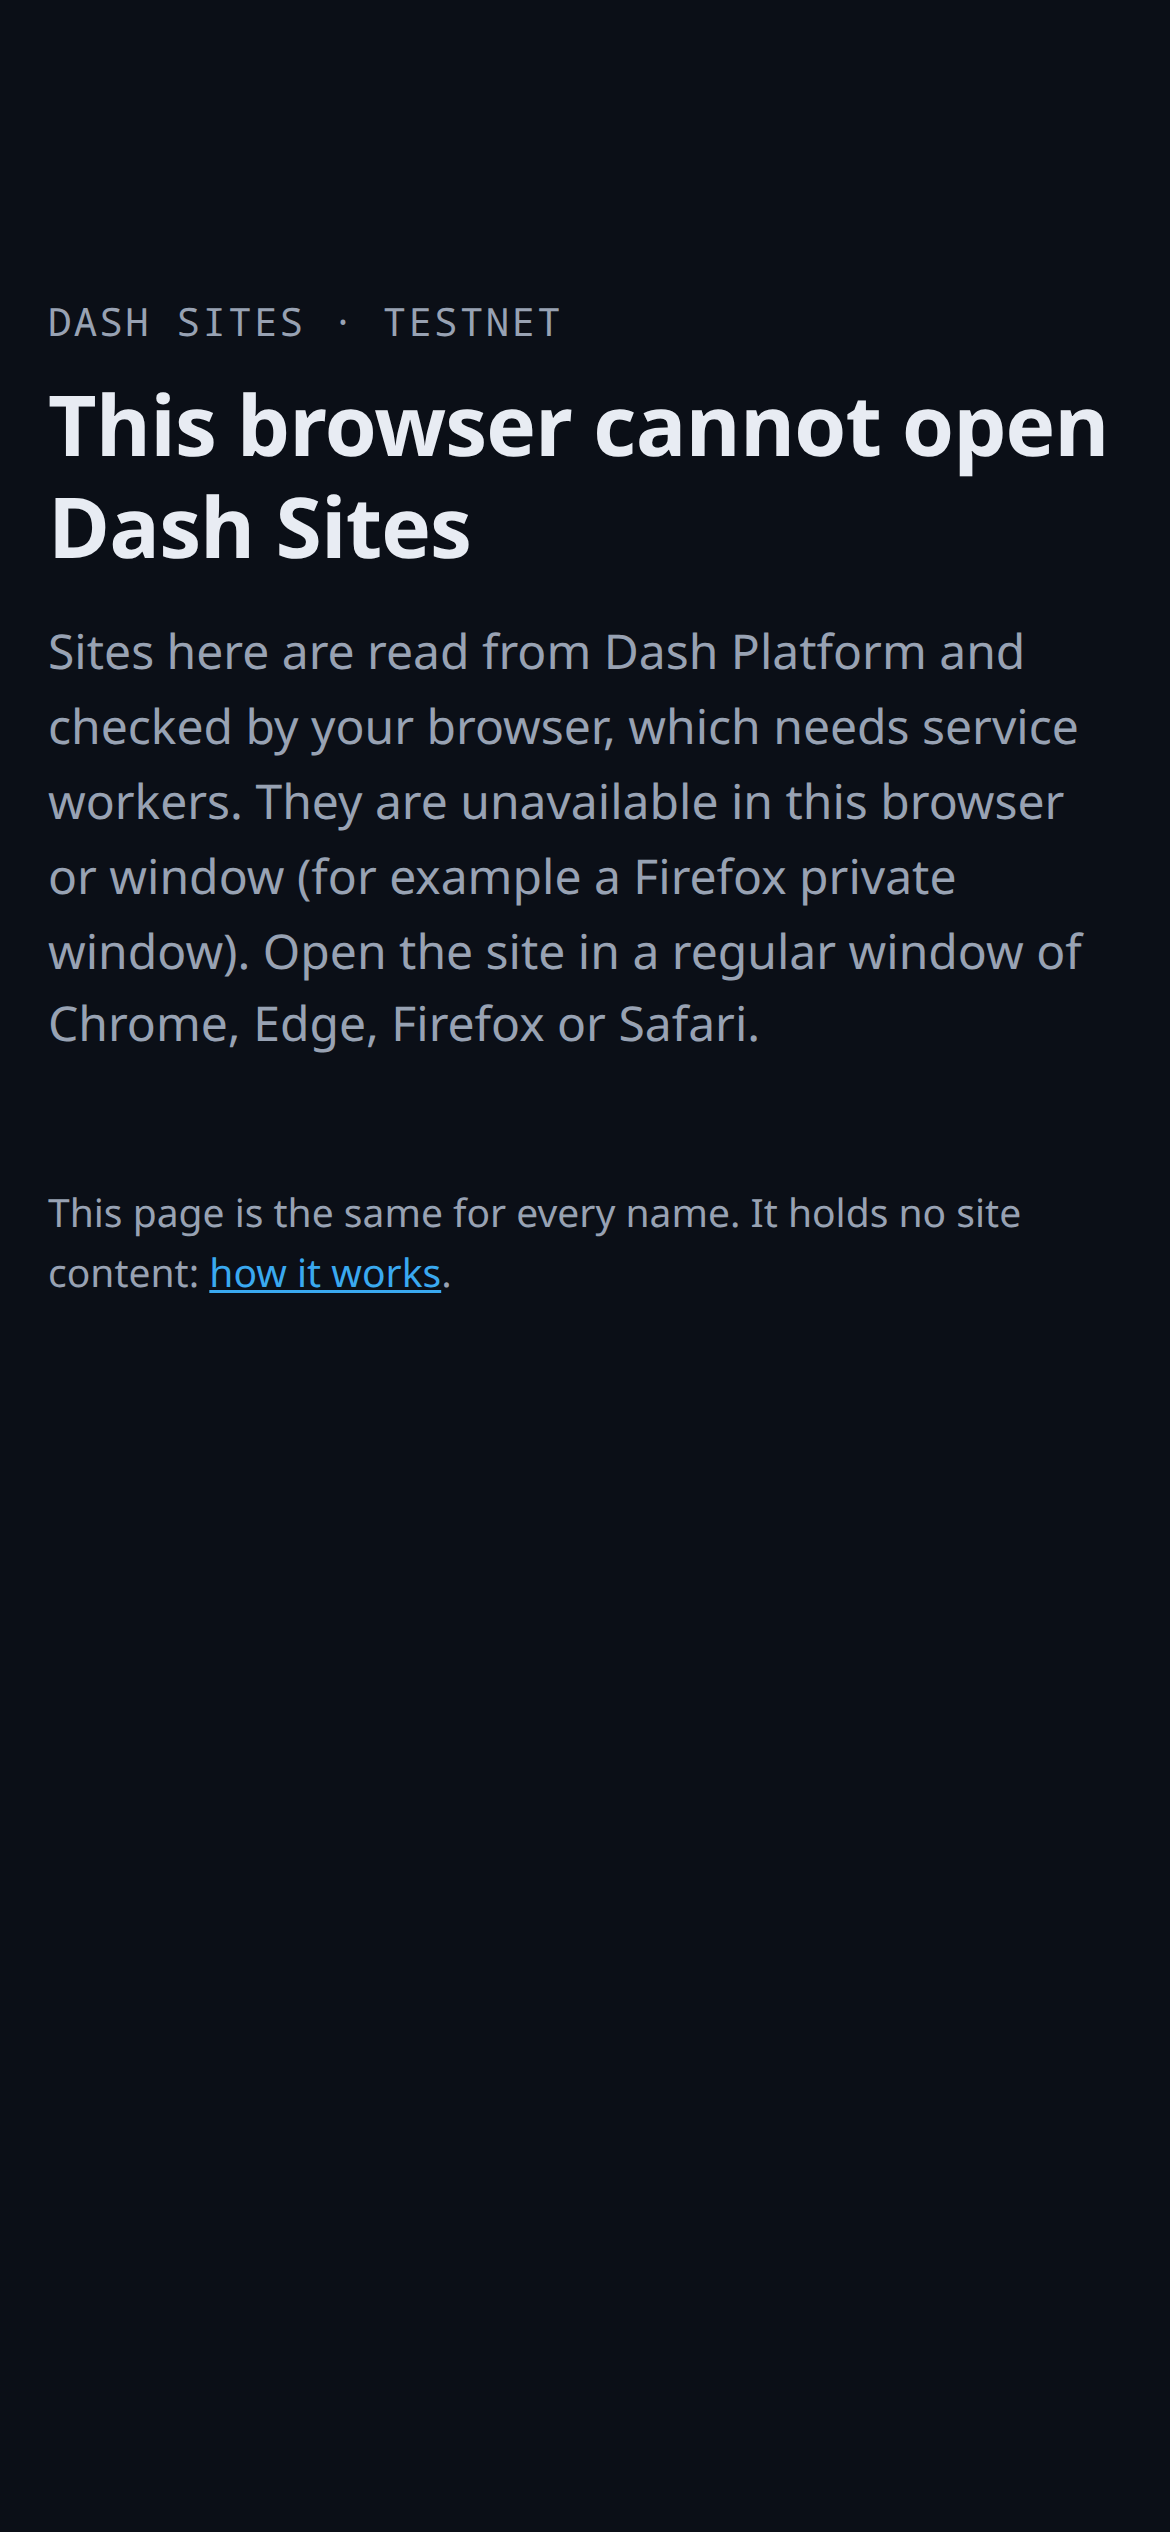 DASH SITES · TESTNET
This browser cannot open
Dash Sites
Sites here are read from Dash Platform and
checked by your browser, which needs service
workers. They are unavailable in this browser
or window (for example a Firefox private
window). Open the site in a regular window of
Chrome, Edge, Firefox or Safari.
This page is the same for every name. It holds no site
content: how it works.